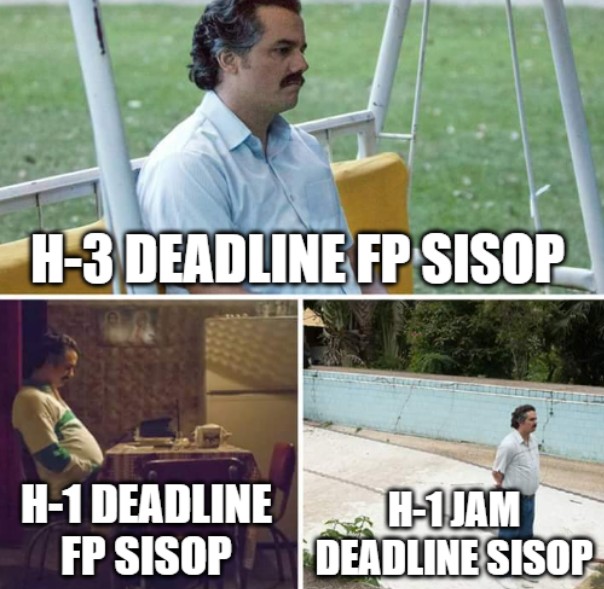 H-3 DEADLINE FP SISOP
H-1 DEADLINE
FP SISOP
H-1 JAM
DEADLINE SISOP